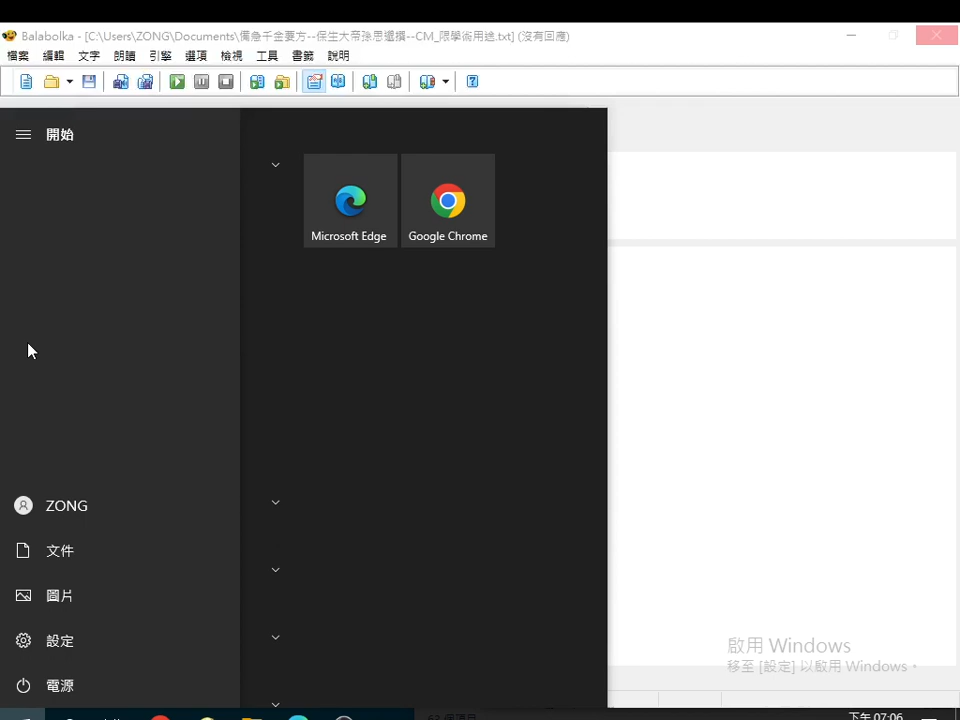 Balabolka - [C:\Users\ZONG\Documents\備急千金要方--保生大帝孫思邈撰--CM_限學術用途.txt] (沒有回應)
檔案 編輯 文字 朗讀 引擎 選項 檢視 工具 書籤 說明
開始
Microsoft Edge
Google Chrome
ZONG
文件
圖片
設定
電源
啟用 Windows
移至 [設定] 以啟用 Windows。
下午 07:06